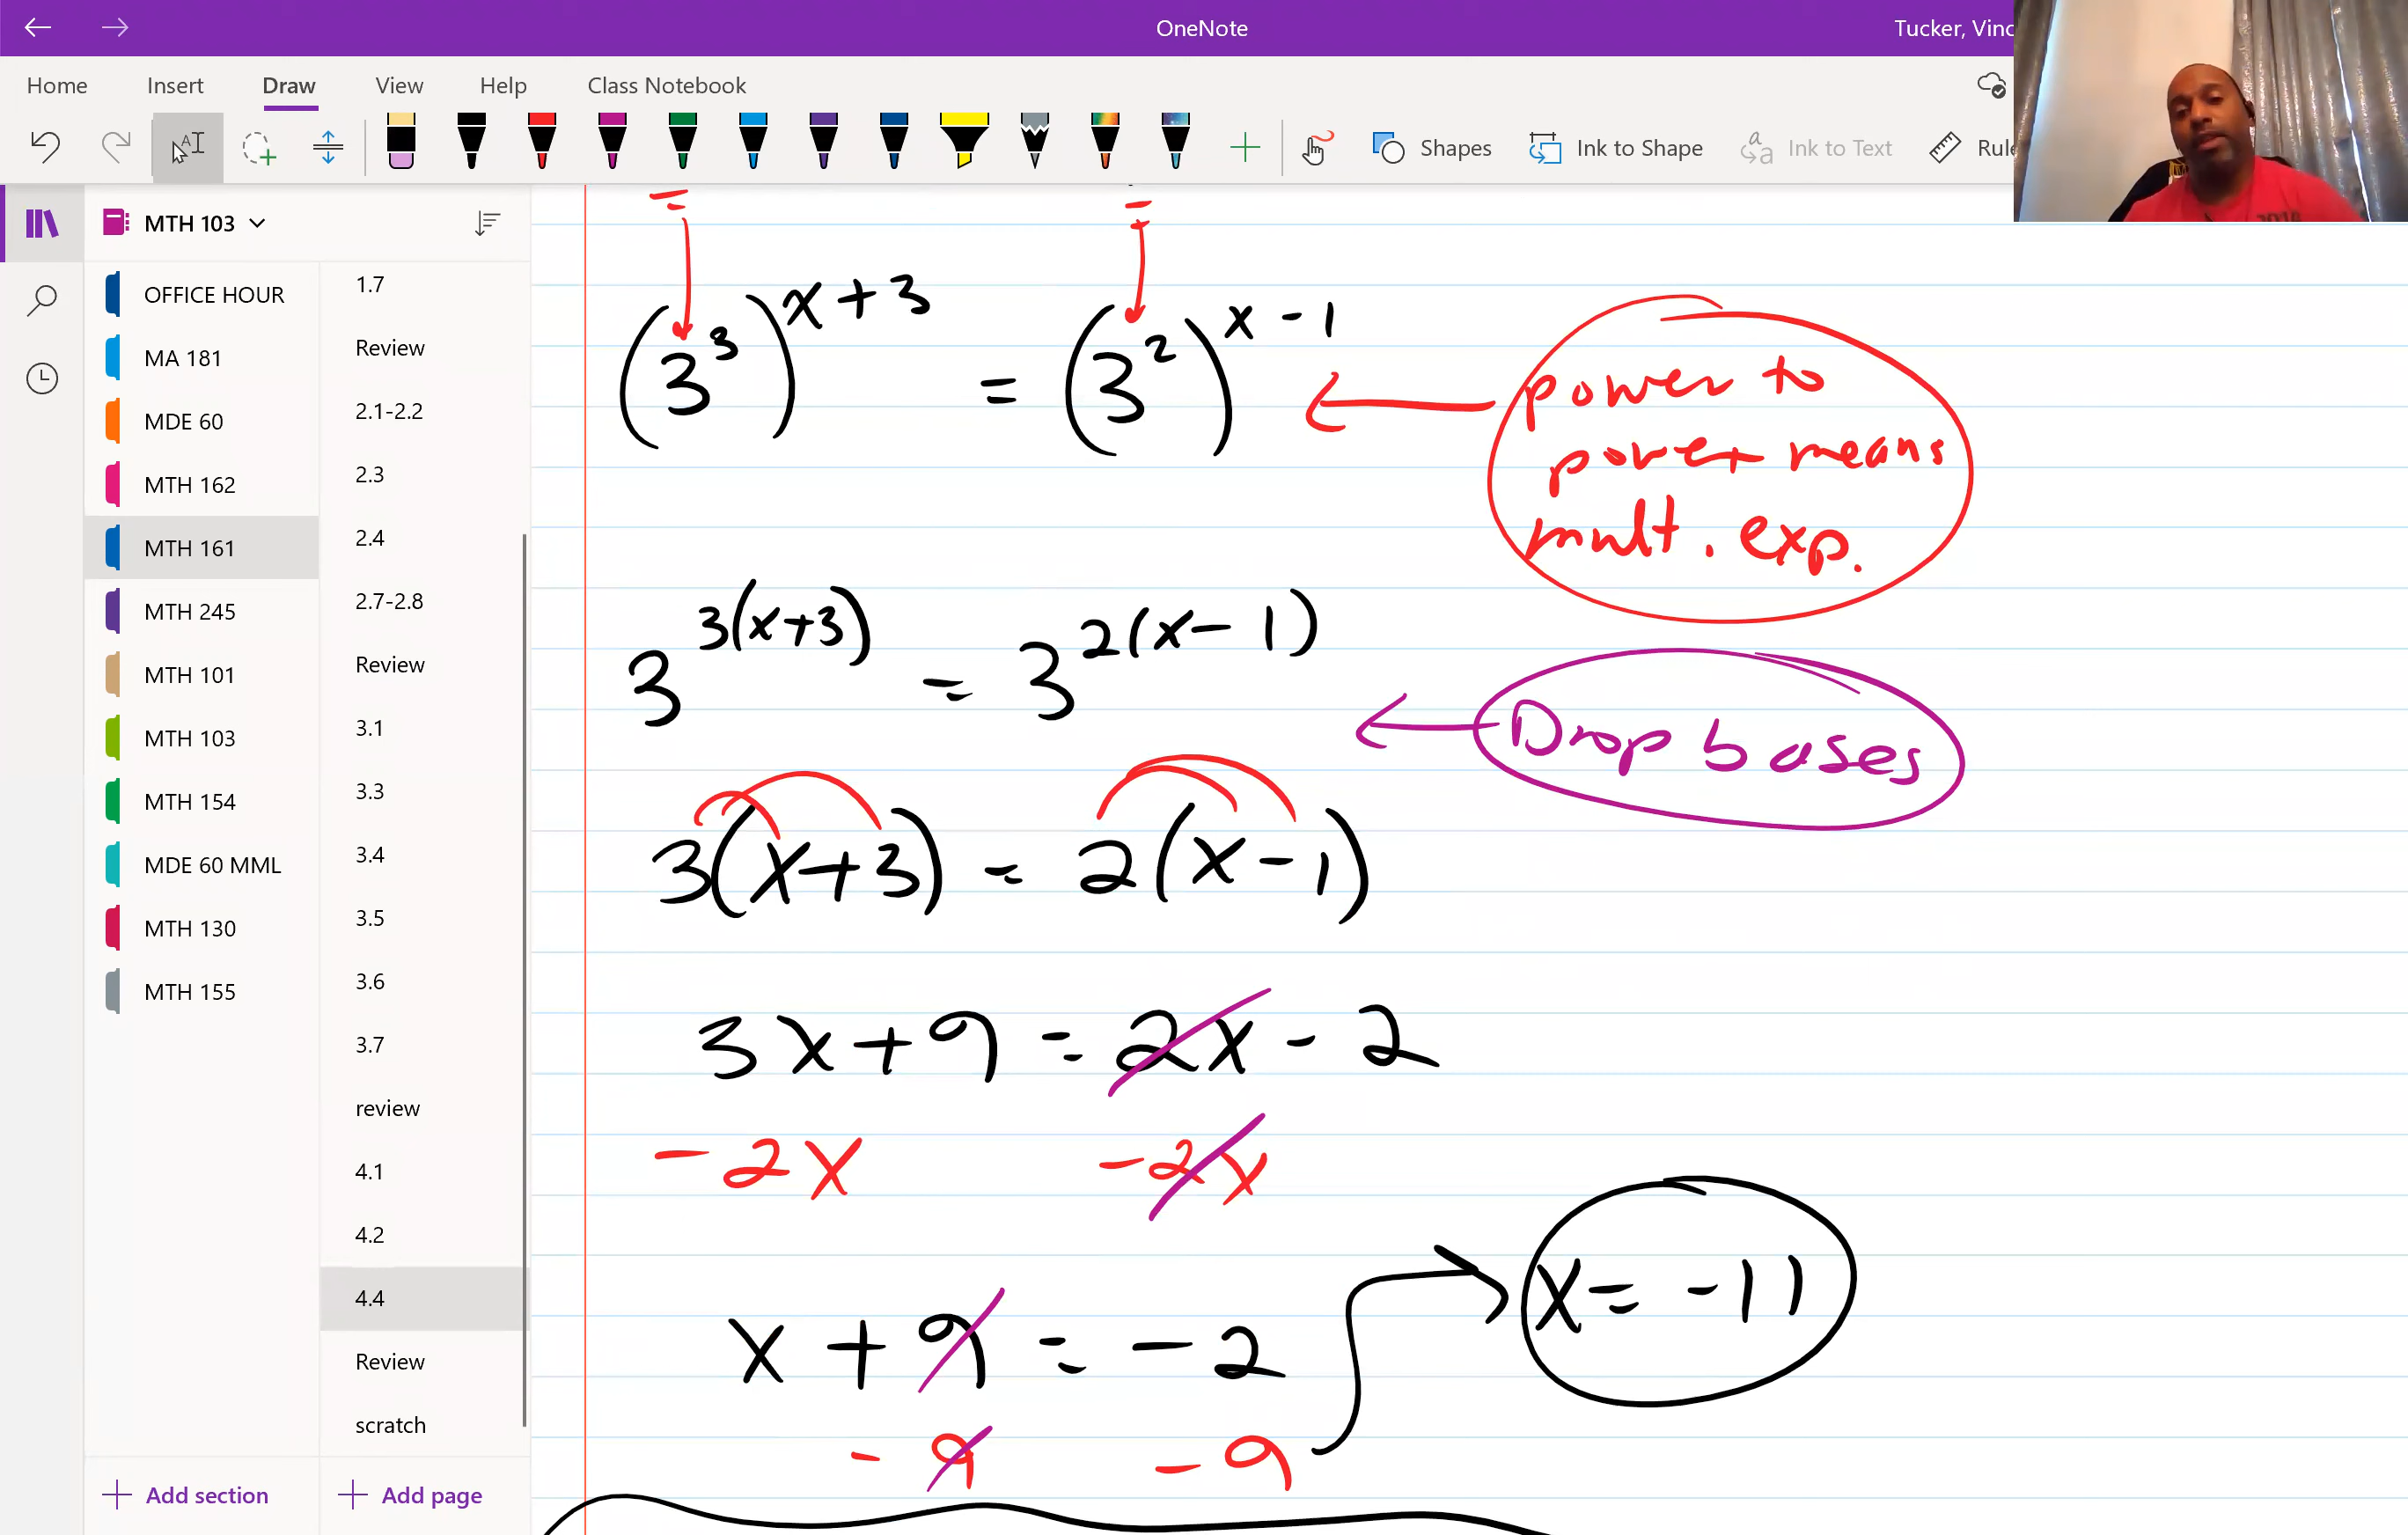 OneNote
Tucker, Vinc
Home Insert Draw View Help Class Notebook
Shapes Ink to Shape Ink to Text Rule
MTH 103
OFFICE HOUR
MA 181
MDE 60
MTH 162
MTH 161
MTH 245
MTH 101
MTH 103
MTH 154
MDE 60 MML
MTH 130
MTH 155
Add section
1.7
Review
2.1-2.2
2.3
2.4
2.7-2.8
Review
3.1
3.3
3.4
3.5
3.6
3.7
review
4.1
4.2
4.4
Review
scratch
Add page
(3³)^(x+3) = (3²)^(x-1)
power to
power means
mult. exp.
3^(3(x+3)) = 3^(2(x-1))
Drop bases
3(x+3) = 2(x-1)
3x+9 = 2x-2
-2x -2x
x+9 = -2
-9 -9
x = -11